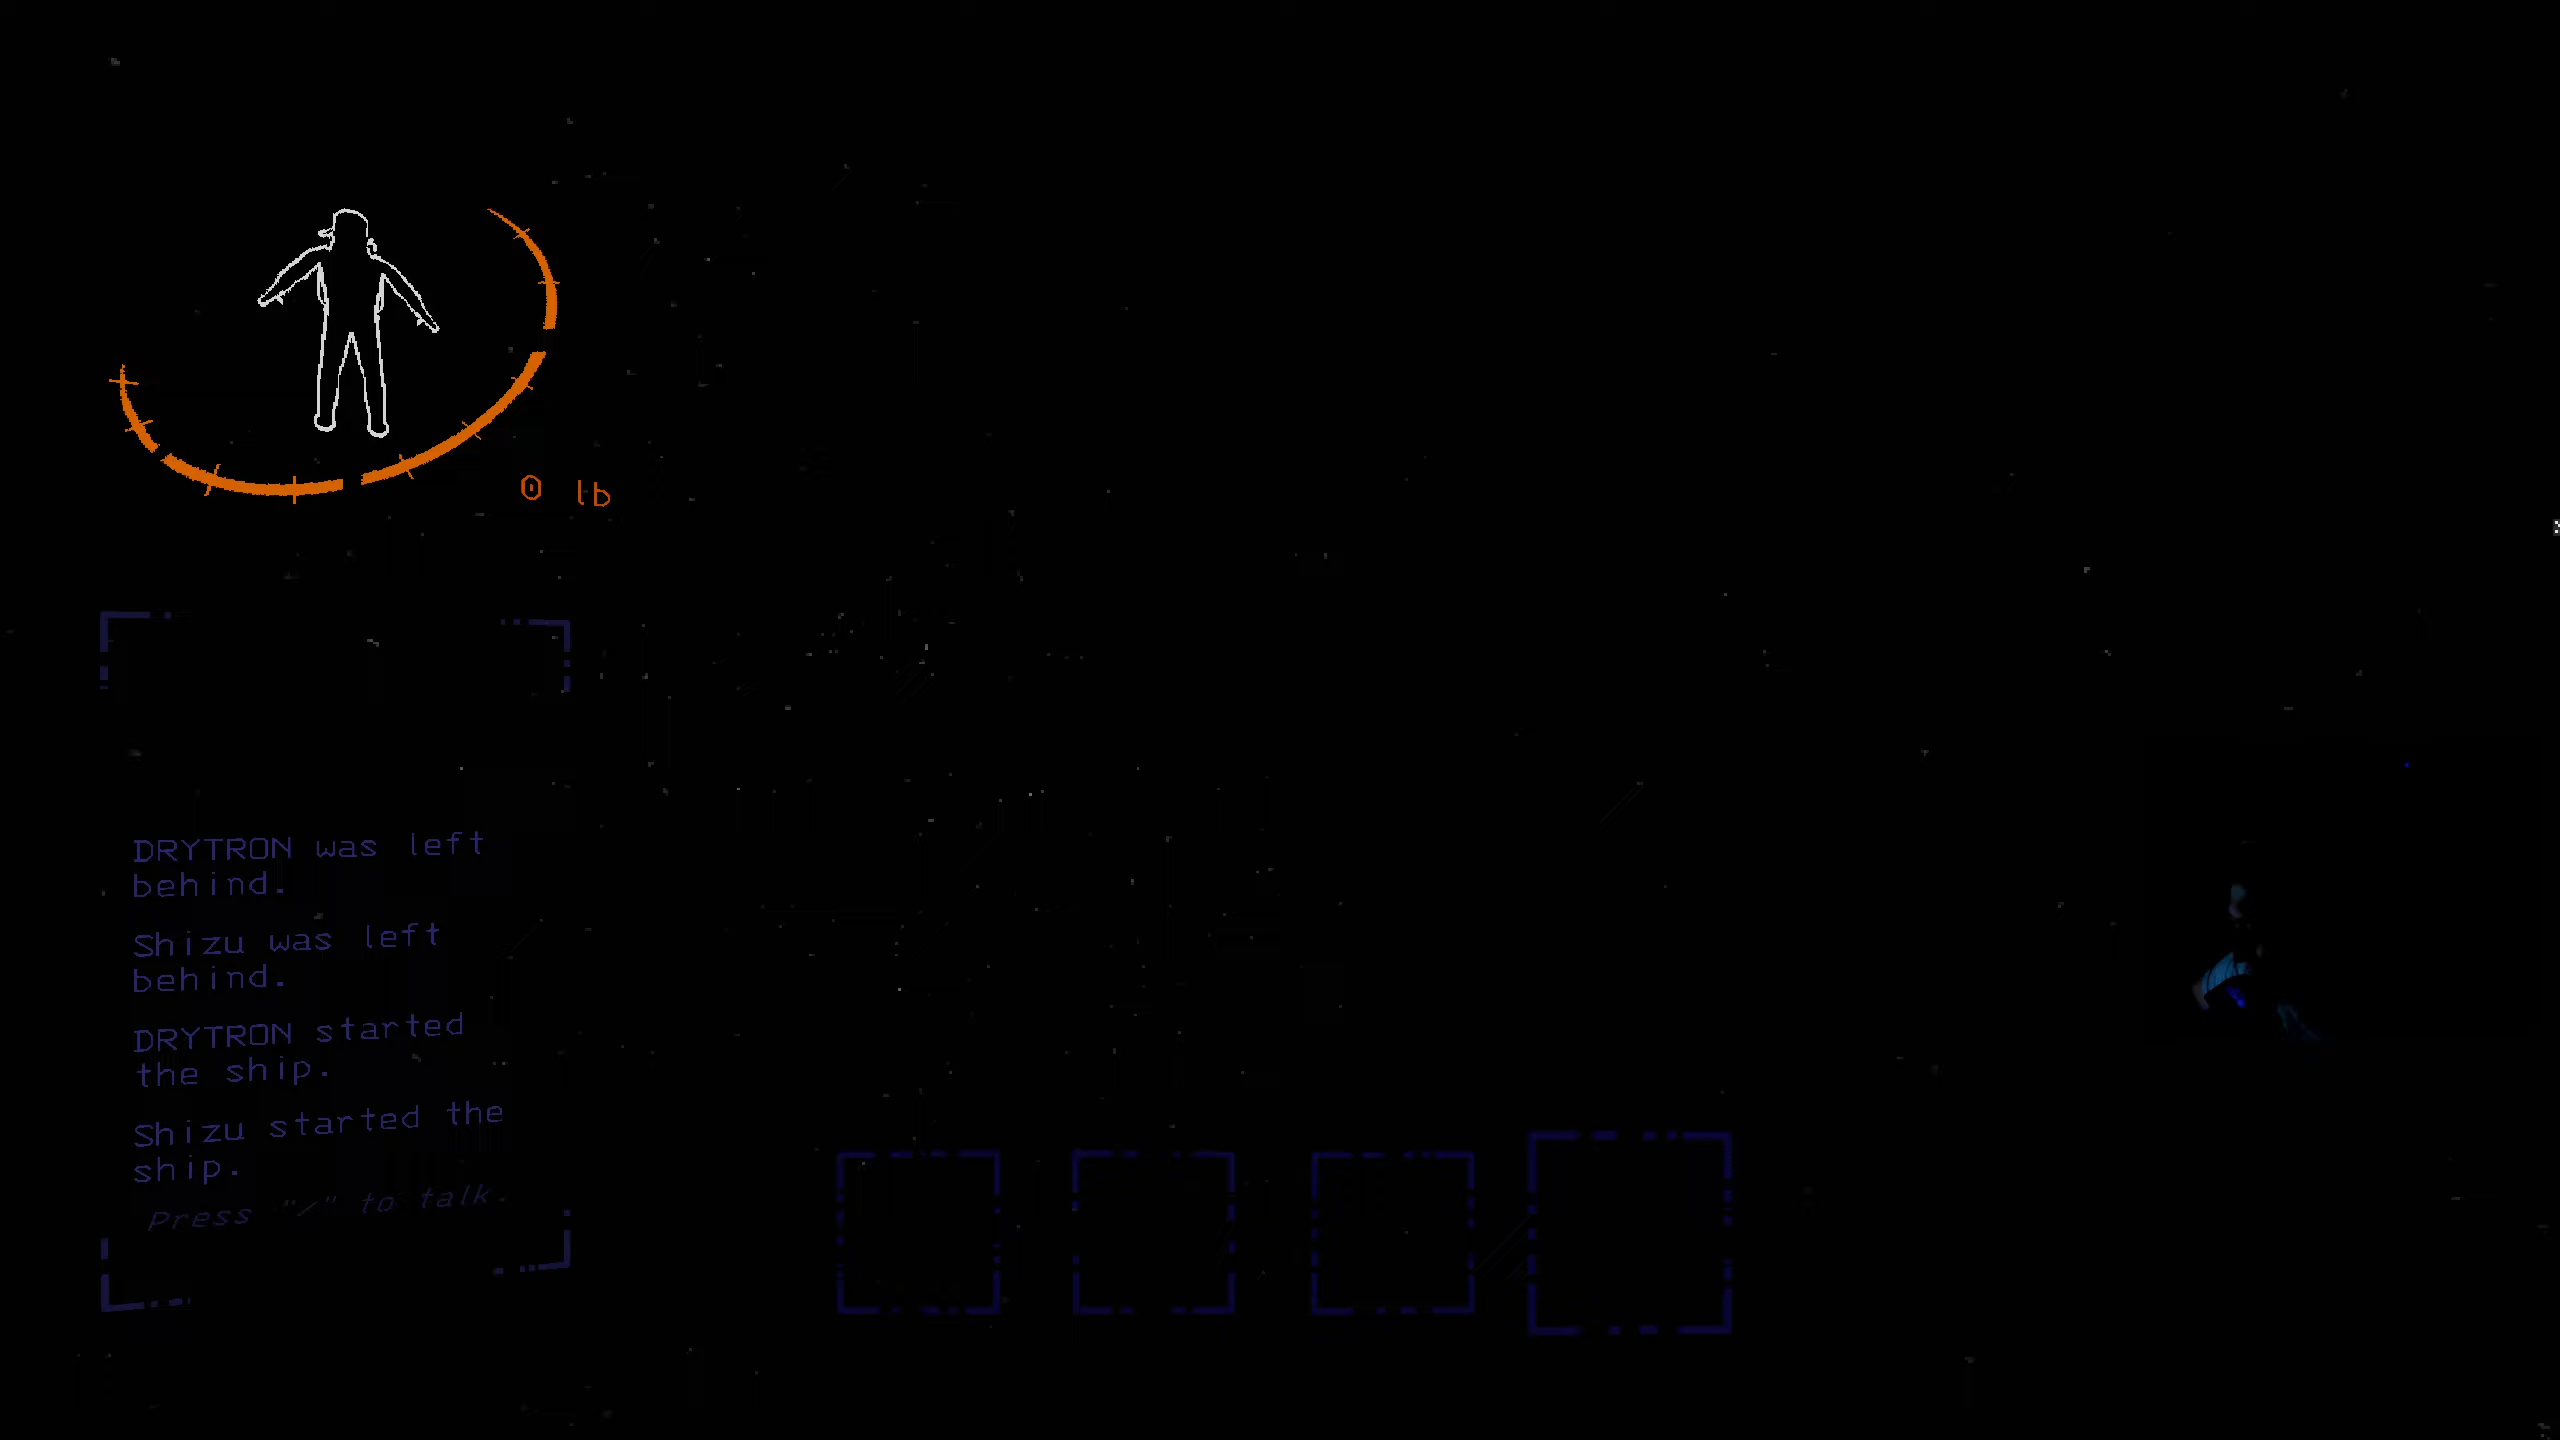 0 lb
DRYTRON was left
behind.
Shizu was left
behind.
DRYTRON started
the ship.
Shizu started the
ship.
Press "/" to talk.